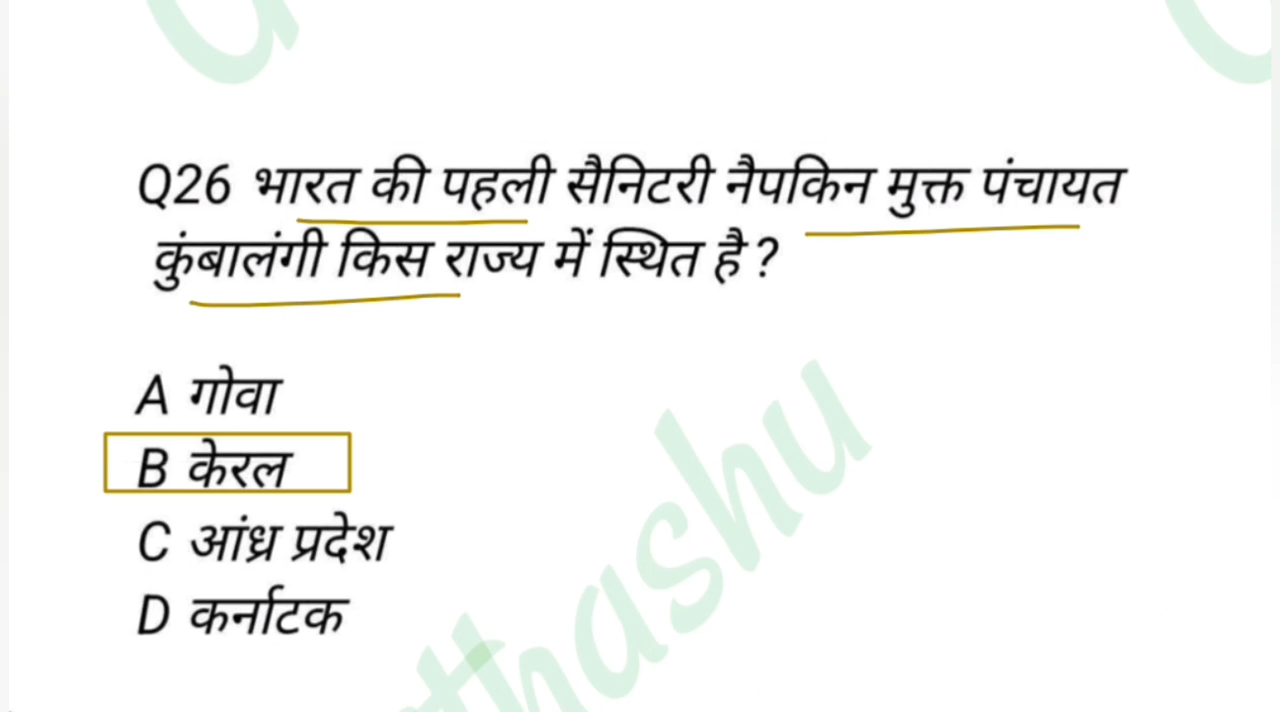 Q26 भारत की पहली सैनिटरी नैपकिन मुक्त पंचायत
कुंबालंगी किस राज्य में स्थित है ?
A गोवा
B केरल
C आंध्र प्रदेश
D कर्नाटक